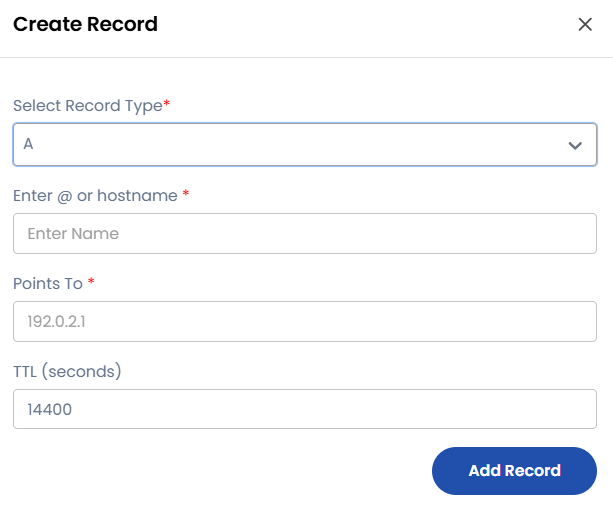 Create Record
Select Record Type*
A
Enter @ or hostname *
Enter Name
Points To *
192.0.2.1
TTL (seconds)
14400
Add Record